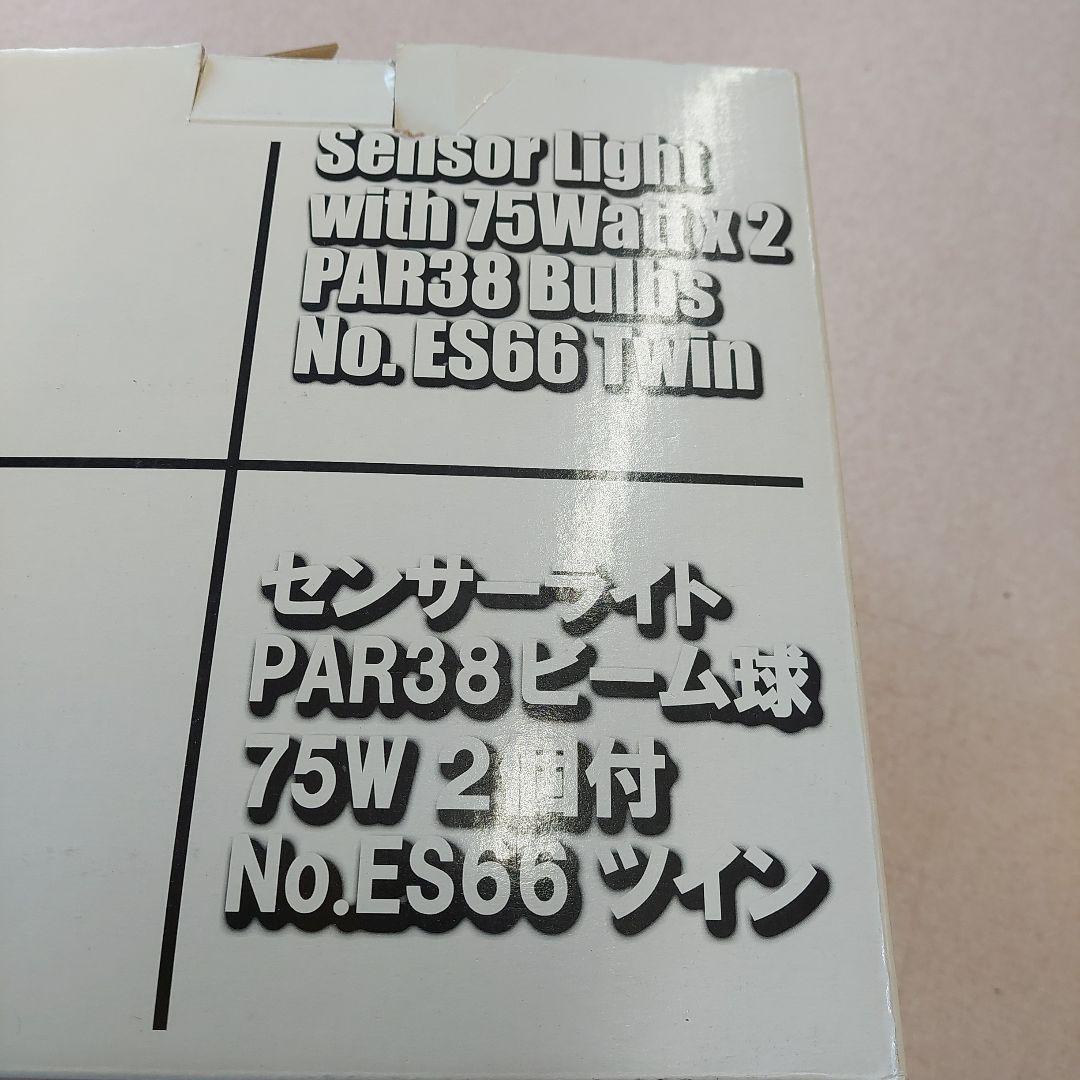 Sensor Light
with 75Watt x 2
PAR38 Bulbs
No. ES66 Twin
センサーライト
PAR38ビーム球
75W 2個付
No.ES66 ツイン